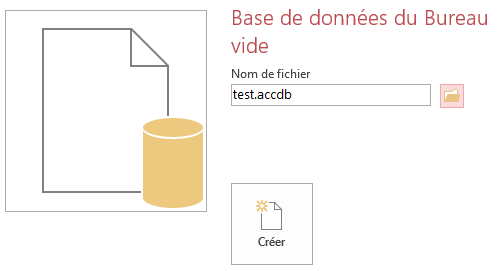 Base de données du Bureau
vide
Nom de fichier
test.accdb
Créer